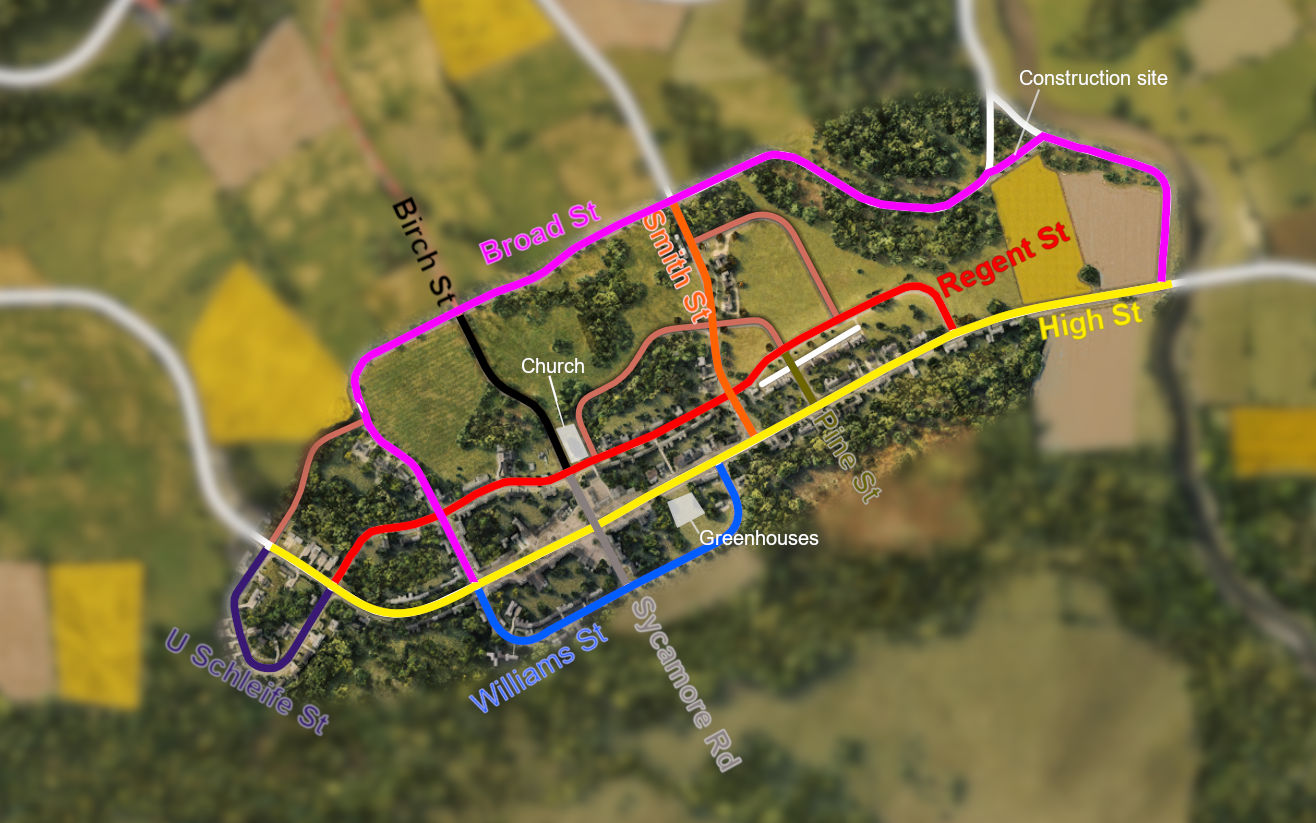 Construction site
Birch St
Broad St
Smith St
Regent St
High St
Church
Pine St
Greenhouses
U Schleife St
Williams St
Sycamore Rd